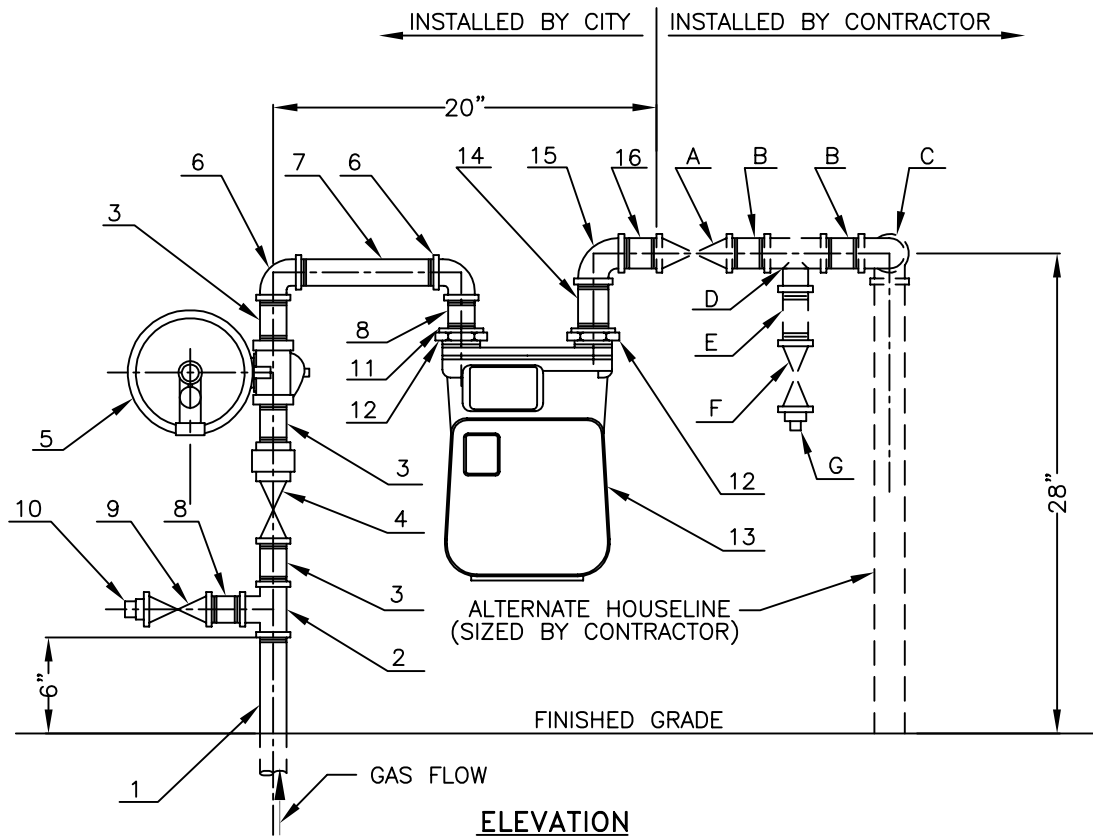 INSTALLED BY CITY
INSTALLED BY CONTRACTOR
20"
6
7
6
14
15
16
A
B
B
C
3
8
11
12
D
E
F
G
5
3
12
10
9
8
4
13
28"
3
ALTERNATE HOUSELINE
(SIZED BY CONTRACTOR)
2
6"
FINISHED GRADE
1
GAS FLOW
ELEVATION